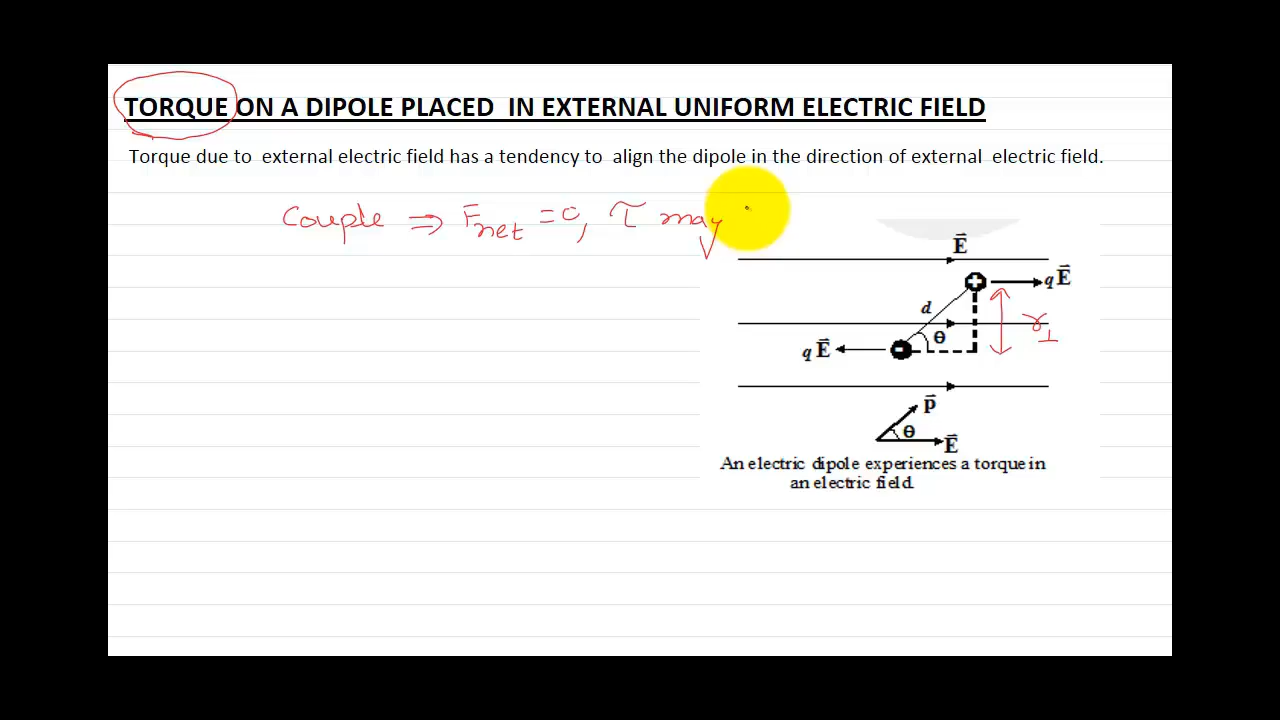 TORQUE ON A DIPOLE PLACED IN EXTERNAL UNIFORM ELECTRIC FIELD
Torque due to external electric field has a tendency to align the dipole in the direction of external electric field.
Couple ⇒ Fnet = 0, τ may
E⃗
qE⃗
d
θ
r⊥
qE⃗
p⃗
θ
E⃗
An electric dipole experiences a torque in
an electric field.